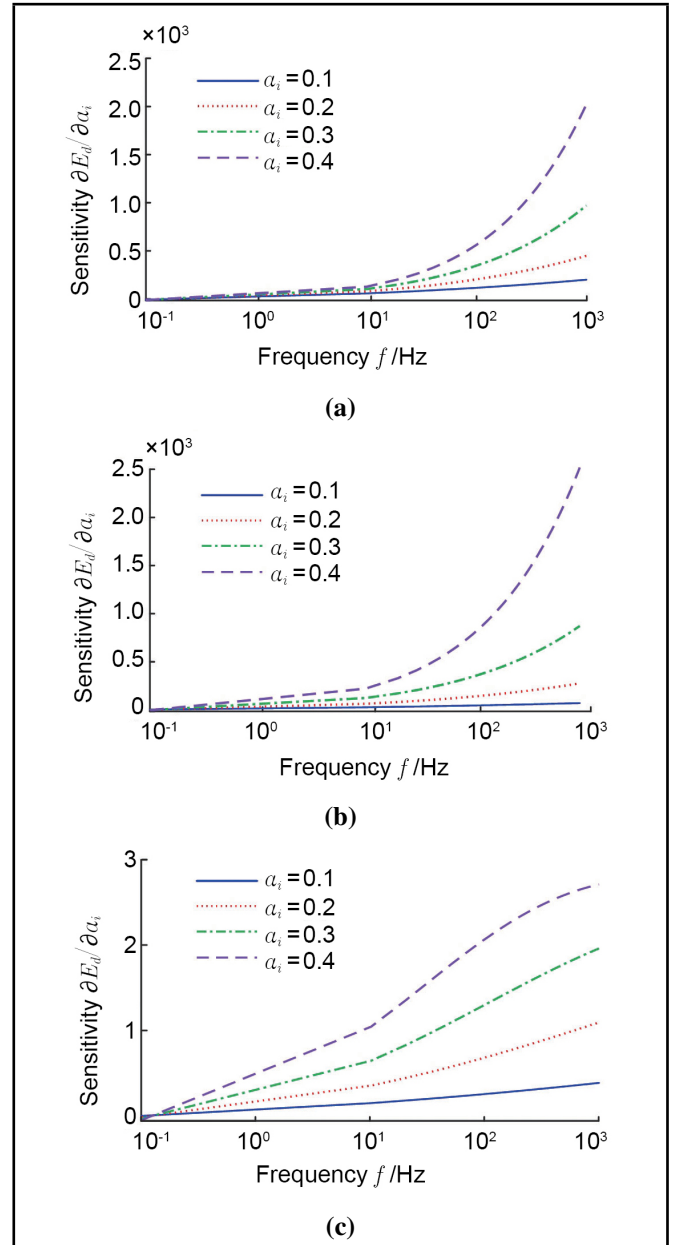 ×10³
2.5
2.0
1.5
1.0
0.5
0
Sensitivity ∂E_d/∂a_i
a_i=0.1
a_i=0.2
a_i=0.3
a_i=0.4
10⁻¹ 10⁰ 10¹ 10² 10³
Frequency f/Hz
(a)
×10³
2.5
2.0
1.5
1.0
0.5
0
Sensitivity ∂E_d/∂a_i
a_i=0.1
a_i=0.2
a_i=0.3
a_i=0.4
10⁻¹ 10⁰ 10¹ 10² 10³
Frequency f/Hz
(b)
3
2
1
0
Sensitivity ∂E_d/∂a_i
a_i=0.1
a_i=0.2
a_i=0.3
a_i=0.4
10⁻¹ 10⁰ 10¹ 10² 10³
Frequency f/Hz
(c)